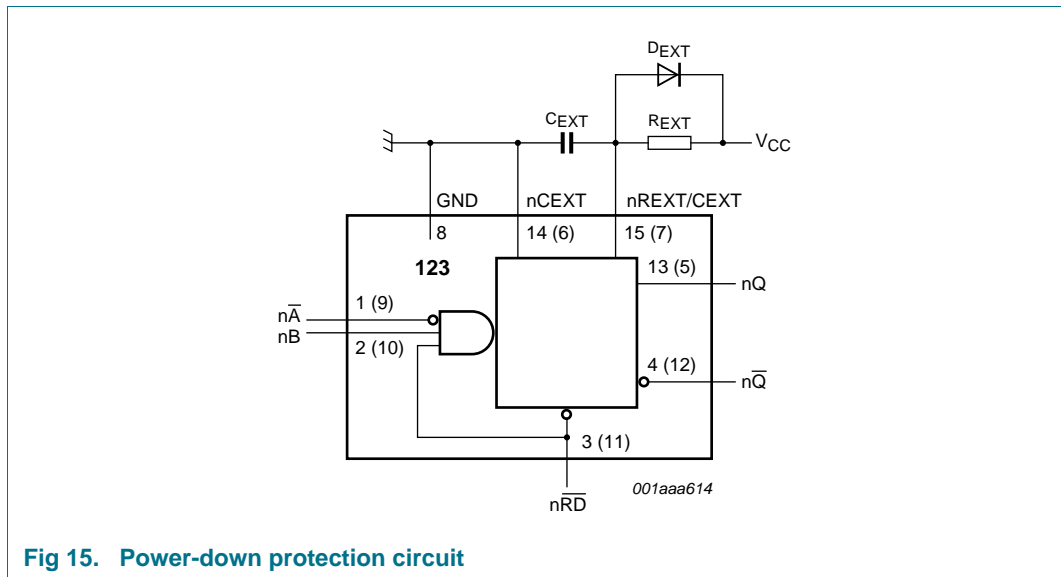 DEXT
CEXT
REXT
VCC
GND
nCEXT
nREXT/CEXT
8
14 (6)
15 (7)
123
13 (5)
nQ
1 (9)
nA̅
nB
2 (10)
4 (12)
nQ̅
3 (11)
001aaa614
nR̅D̅
Fig 15. Power-down protection circuit